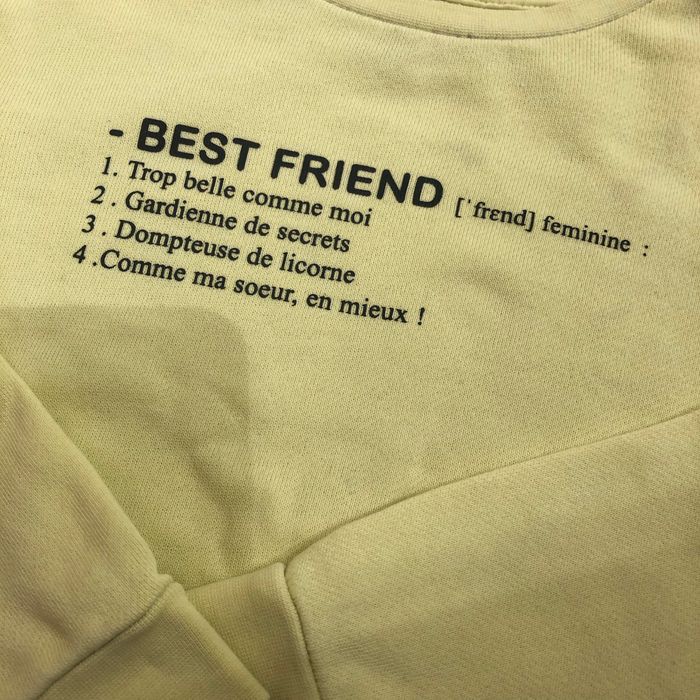 - BEST FRIEND ['frɛnd] feminine :
1. Trop belle comme moi
2 . Gardienne de secrets
3 . Dompteuse de licorne
4 .Comme ma soeur, en mieux !